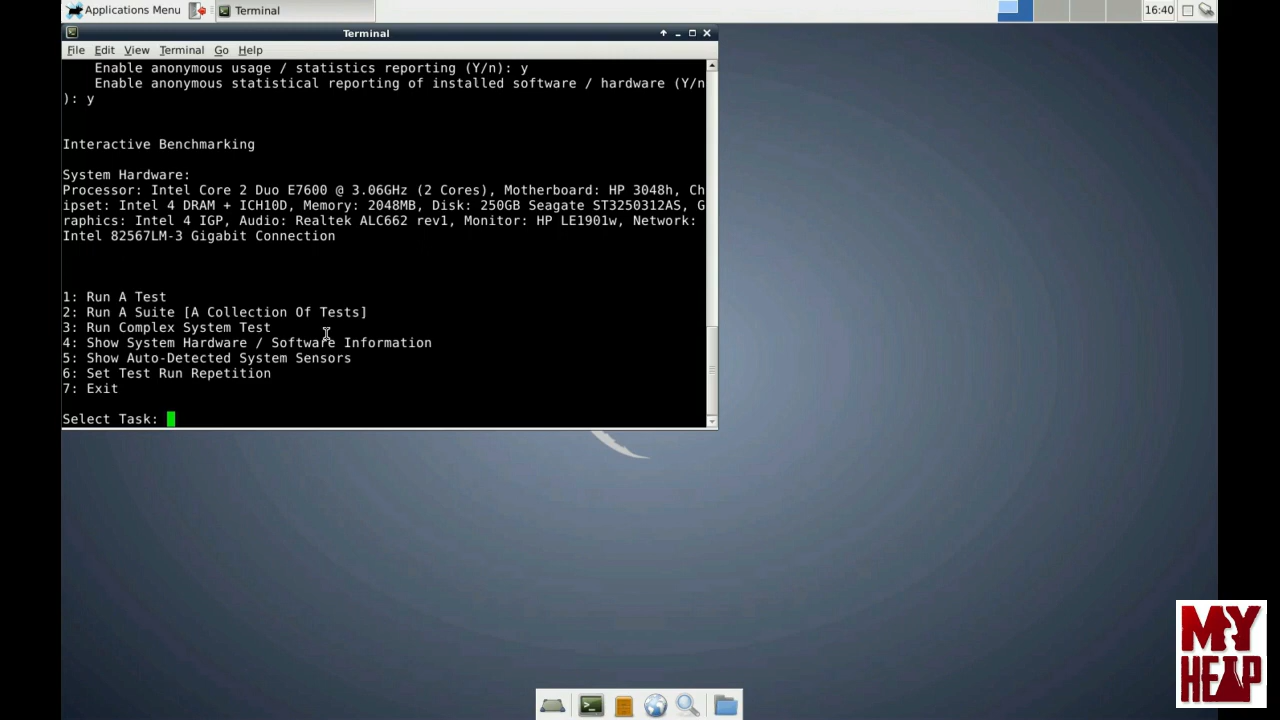 Applications Menu
Terminal
16:40
Terminal
File Edit View Terminal Go Help
Enable anonymous usage / statistics reporting (Y/n): y
Enable anonymous statistical reporting of installed software / hardware (Y/n
): y
Interactive Benchmarking
System Hardware:
Processor: Intel Core 2 Duo E7600 @ 3.06GHz (2 Cores), Motherboard: HP 3048h, Ch
ipset: Intel 4 DRAM + ICH10D, Memory: 2048MB, Disk: 250GB Seagate ST3250312AS, G
raphics: Intel 4 IGP, Audio: Realtek ALC662 rev1, Monitor: HP LE1901w, Network:
Intel 82567LM-3 Gigabit Connection
1: Run A Test
2: Run A Suite [A Collection Of Tests]
3: Run Complex System Test
4: Show System Hardware / Software Information
5: Show Auto-Detected System Sensors
6: Set Test Run Repetition
7: Exit
Select Task:
MY
HELP